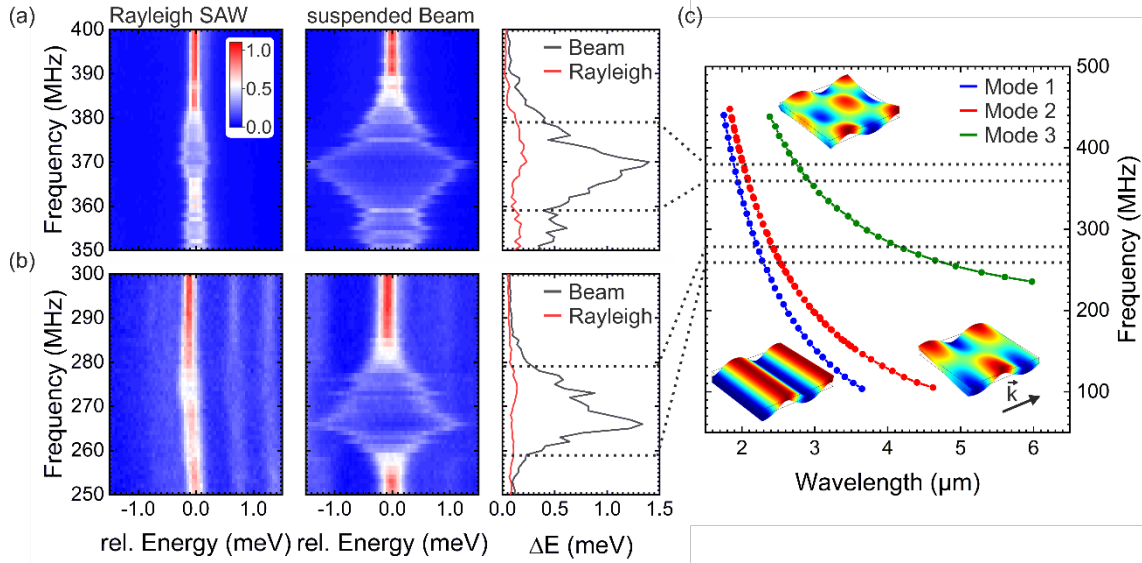 (a)
Rayleigh SAW
suspended Beam
(c)
400
390
380
370
360
350
Frequency (MHz)
1.0
0.5
0.0
Beam
Rayleigh
(b)
300
290
280
270
260
250
Frequency (MHz)
-1.0 0.0 1.0
rel. Energy (meV)
-1.0 0.0 1.0
rel. Energy (meV)
Beam
Rayleigh
0.0 0.5 1.0 1.5
ΔE (meV)
Mode 1
Mode 2
Mode 3
k
500
400
300
200
100
Frequency (MHz)
2 3 4 5 6
Wavelength (µm)